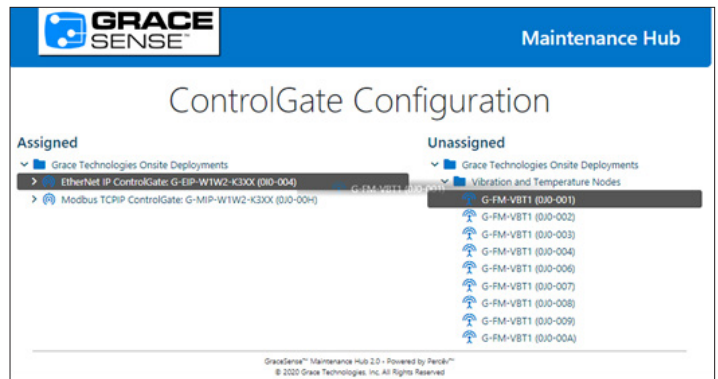 GRACE
SENSE™
Maintenance Hub
ControlGate Configuration
Assigned
Grace Technologies Onsite Deployments
EtherNet IP ControlGate: G-EIP-W1W2-K3XX (0I0-004)
G-FM-VBT1 (0J0-001)
Modbus TCPIP ControlGate: G-MIP-W1W2-K3XX (0J0-00H)
Unassigned
Grace Technologies Onsite Deployments
Vibration and Temperature Nodes
G-FM-VBT1 (0J0-001)
G-FM-VBT1 (0J0-002)
G-FM-VBT1 (0J0-003)
G-FM-VBT1 (0J0-004)
G-FM-VBT1 (0J0-006)
G-FM-VBT1 (0J0-007)
G-FM-VBT1 (0J0-008)
G-FM-VBT1 (0J0-009)
G-FM-VBT1 (0J0-00A)
GraceSense™ Maintenance Hub 2.0 - Powered by Percēv™
© 2020 Grace Technologies, Inc. All Rights Reserved